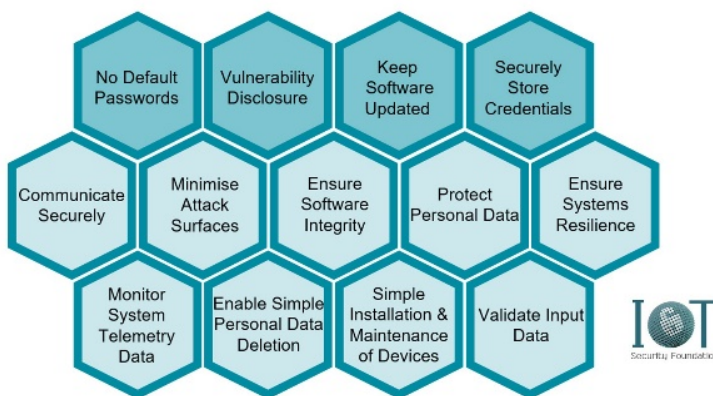 No Default
Passwords
Vulnerability
Disclosure
Keep
Software
Updated
Securely
Store
Credentials
Communicate
Securely
Minimise
Attack
Surfaces
Ensure
Software
Integrity
Protect
Personal Data
Ensure
Systems
Resilience
Monitor
System
Telemetry
Data
Enable Simple
Personal Data
Deletion
Simple
Installation &
Maintenance
of Devices
Validate Input
Data
IOT
Security Foundatio